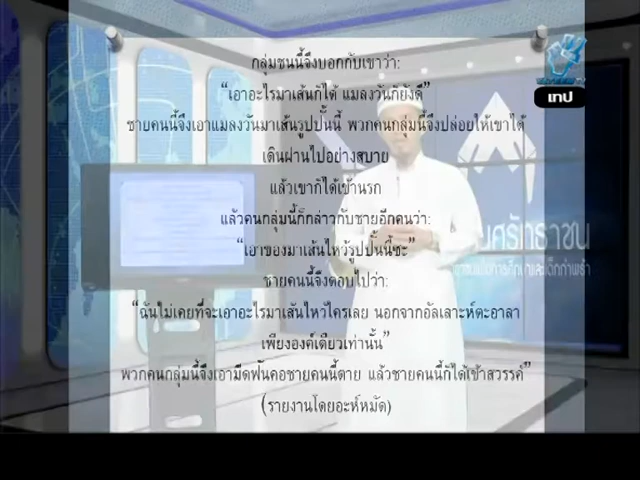 กลุ่มชนนี้จึงบอกกับเขาว่า:
“เอาอะไรมาเส้นก็ได้ แมลงวันก็ยังดี”
ชายคนนี้จึงเอาแมลงวันมาเส้นรูปปั้นนี้ พวกคนกลุ่มนี้จึงปล่อยให้เขาได้
เดินผ่านไปอย่างสบาย
แล้วเขาก็ได้เข้านรก
แล้วคนกลุ่มนี้ก็กล่าวกับชายอีกคนว่า:
“เอาของมาเส้นไหว้รูปปั้นนี้ซะ”
ชายคนนี้จึงตอบไปว่า:
“ฉันไม่เคยที่จะเอาอะไรมาเส้นไหว้ใครเลย นอกจากอัลเลาะห์ตะอาลา
เพียงองค์เดียวเท่านั้น”
พวกคนกลุ่มนี้จึงเอามีดฟันคอชายคนนี้ตาย แล้วชายคนนี้ก็ได้เข้าสวรรค์”
(รายงานโดยอะห์หมัด)
เทป